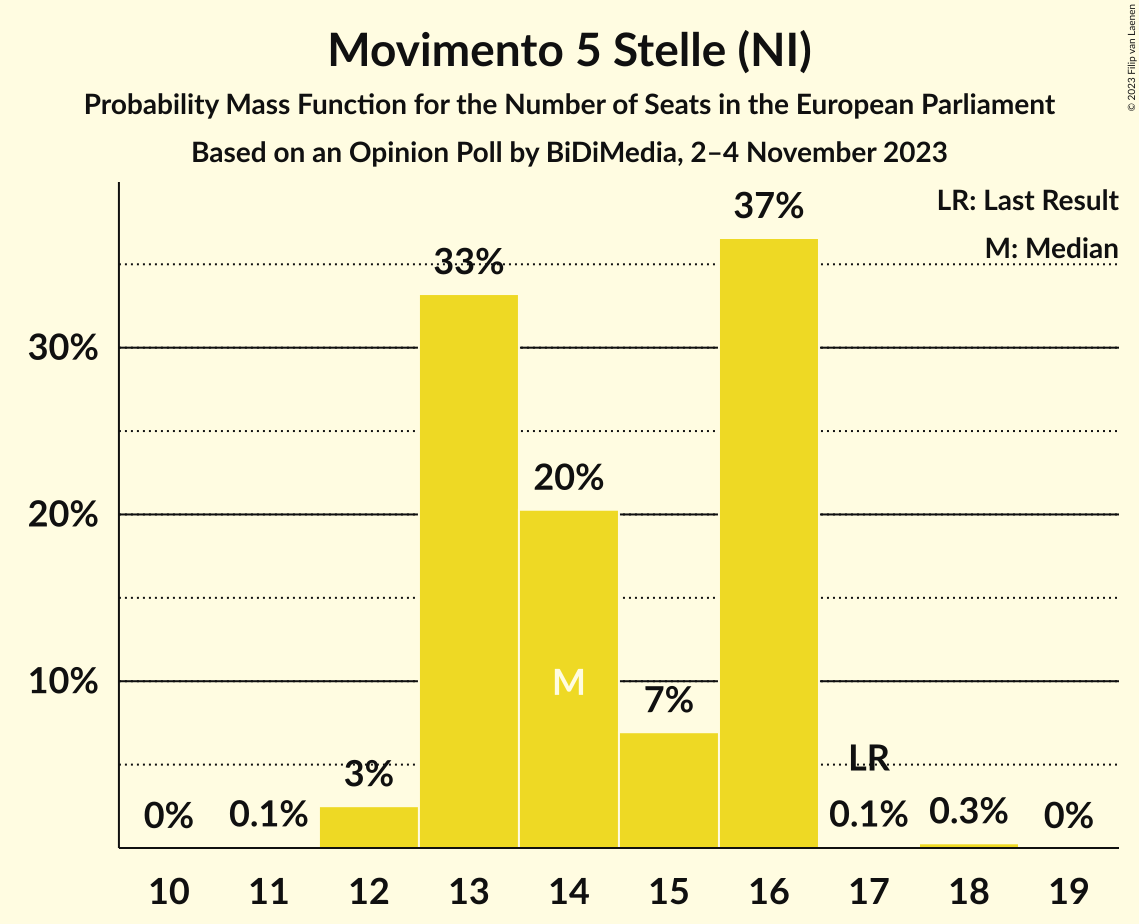 Movimento 5 Stelle (NI)
Probability Mass Function for the Number of Seats in the European Parliament
Based on an Opinion Poll by BiDiMedia, 2–4 November 2023
© 2023 Filip van Laenen
LR: Last Result
M: Median
37%
33%
30%
20%
20%
10%
M
7%
LR
3%
0%
0.1%
0.1%
0.3%
0%
10 11 12 13 14 15 16 17 18 19